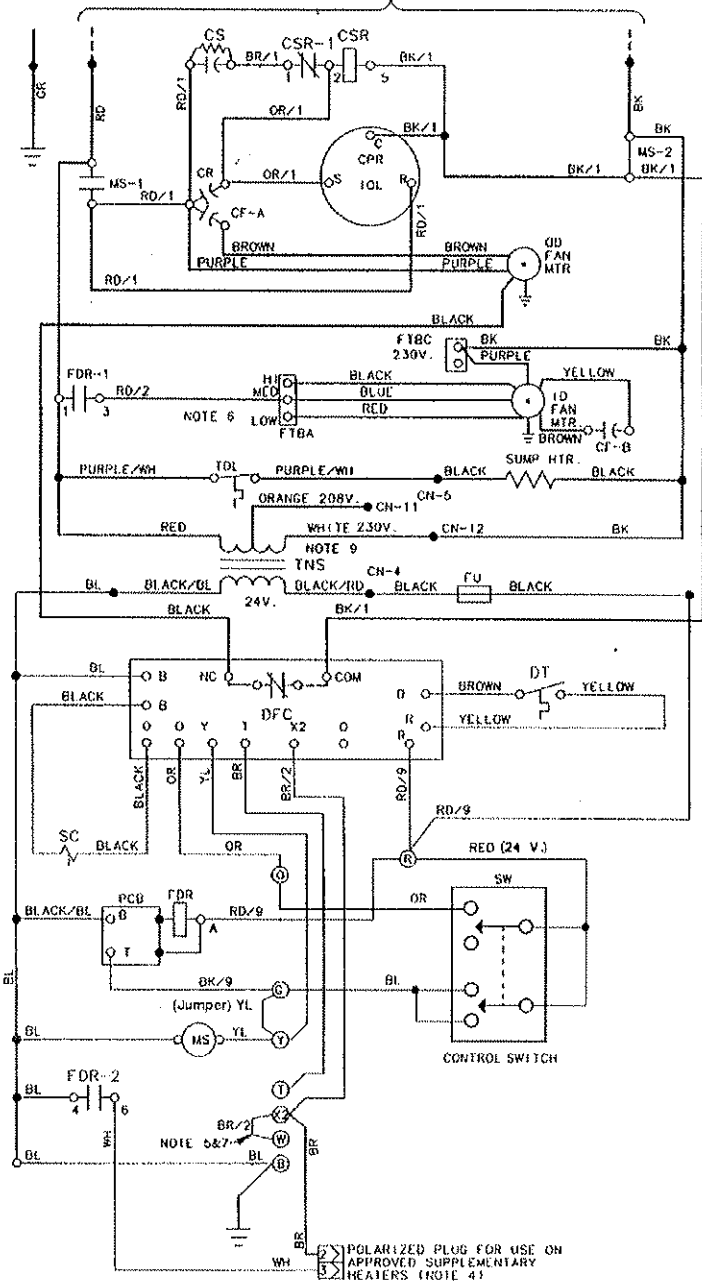 CS
CSR-1
CSR
BR/1
1
2
5
BK/1
GR
RD
RD/1
OR/1
BK/1
C
CPR
IOL
S
R
BK
BK
MS-2
BK/1
BK/1
MS-1
RD/1
CR
OR/1
CF-A
RD/1
BROWN
BROWN
PURPLE
PURPLE
OD
FAN
MTR
RD/1
BLACK
FTBC
230V.
BK
PURPLE
FDR-1
1
3
RD/2
NOTE 6
HI
MED
LOW
FTBA
BLACK
BLUE
RED
YELLOW
ID
FAN
MTR
BROWN
CF-B
PURPLE/WH
TDL
PURPLE/WH
BLACK
CN-5
SUMP HTR.
BLACK
ORANGE 208V.
CN-11
RED
WHITE 230V.
CN-12
BK
NOTE 9
TNS
BL
BLACK/BL
24V.
BLACK/RD
CN-4
BLACK
FU
BLACK
BLACK
BK/1
BL
B
NC
COM
DFC
D
BROWN
DT
YELLOW
BLACK
B
R
YELLOW
O
O
Y
T
X2
O
R
BLACK
OR
YL
BR
BR/2
RD/9
RD/9
SC
BLACK
OR
O
R
RED (24 V.)
SW
OR
BLACK/BL
PCB
B
T
FDR
A
RD/9
BK/9
G
BL
(Jumper) YL
BL
BL
MS
YL
Y
CONTROL SWITCH
BL
FDR-2
4
6
T
X2
BR/2
W
NOTE 5&7
BR
WH
BL
BL
B
BR
WH
2
3
POLARIZED PLUG FOR USE ON
APPROVED SUPPLEMENTARY
HEATERS (NOTE 4)